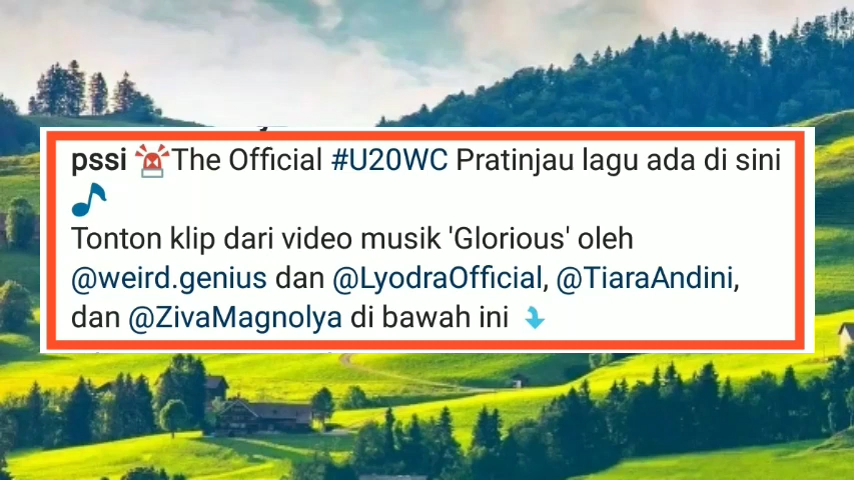 pssi 🚨The Official #U20WC Pratinjau lagu ada di sini
🎵
Tonton klip dari video musik 'Glorious' oleh
@weird.genius dan @LyodraOfficial, @TiaraAndini,
dan @ZivaMagnolya di bawah ini ⤵️